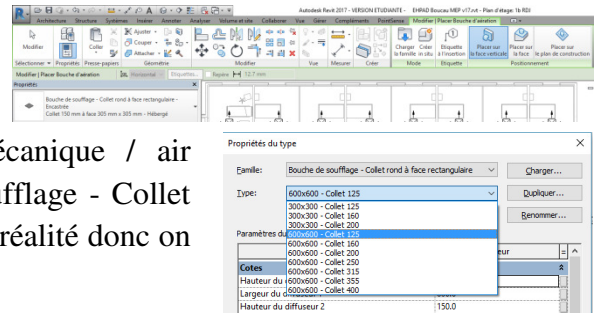 Autodesk Revit 2017 - VERSION ETUDIANTE - EHPAD Boucau MEP v17.rvt - Plan d'étage: 1b RDJ
Architecture Structure Systèmes Insérer Annoter Analyser Volume et site Collaborer Vue Gérer Compléments PointSense Modifier | Placer Bouche d'aération
Modifier
Coller
Ajuster
Couper
Attacher
Charger la famille
Créer in situ
Etiquette à l'insertion
Placer sur la face verticale
Placer sur la face
Placer sur le plan de construction
Sélectionner Propriétés Presse-papiers Géométrie Modifier Vue Mesurer Créer Mode Etiquette Positionnement
Modifier | Placer Bouche d'aération Horizontal Etiquettes... Repère 12.7 mm
Propriétés
Bouche de soufflage - Collet rond à face rectangulaire -
Encastrée
Collet 150 mm à face 305 mm x 305 mm - Hébergé
écanique / air
ufflage - Collet
réalité donc on
Propriétés du type
Famille: Bouche de soufflage - Collet rond à face rectangulaire Charger...
Type: 600x600 - Collet 125 Dupliquer...
Renommer...
300x300 - Collet 125
300x300 - Collet 160
300x300 - Collet 200
Paramètres du 600x600 - Collet 125
600x600 - Collet 160
600x600 - Collet 200
600x600 - Collet 250
600x600 - Collet 315
600x600 - Collet 355
600x600 - Collet 400
eur =
Cotes
Hauteur du
Largeur du diffuseur 1
Hauteur du diffuseur 2 150.0